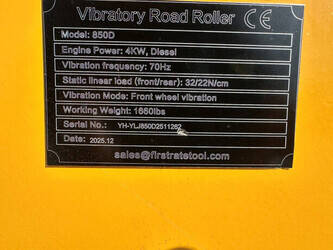 Vibratory Road Roller CE
Model: 850D
Engine Power: 4KW, Diesel
Vibration frequency: 70Hz
Static linear load (front/rear): 32/22N/cm
Vibration Mode: Front wheel vibration
Working Weight: 1660lbs
Serial No.: YH-YLJ850D2511262
Date: 2025.12
sales@firstratetool.com